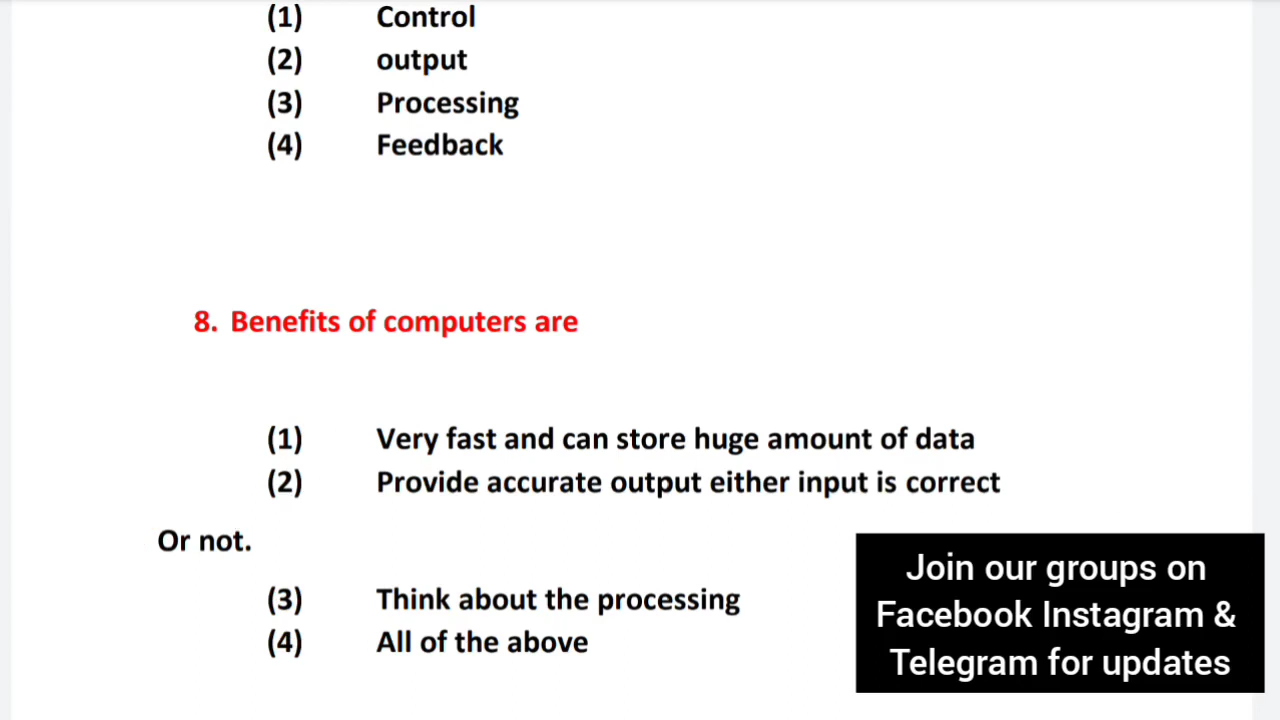 (1) Control
(2) output
(3) Processing
(4) Feedback
8. Benefits of computers are
(1) Very fast and can store huge amount of data
(2) Provide accurate output either input is correct
Or not.
(3) Think about the processing
(4) All of the above
Join our groups on
Facebook Instagram &
Telegram for updates